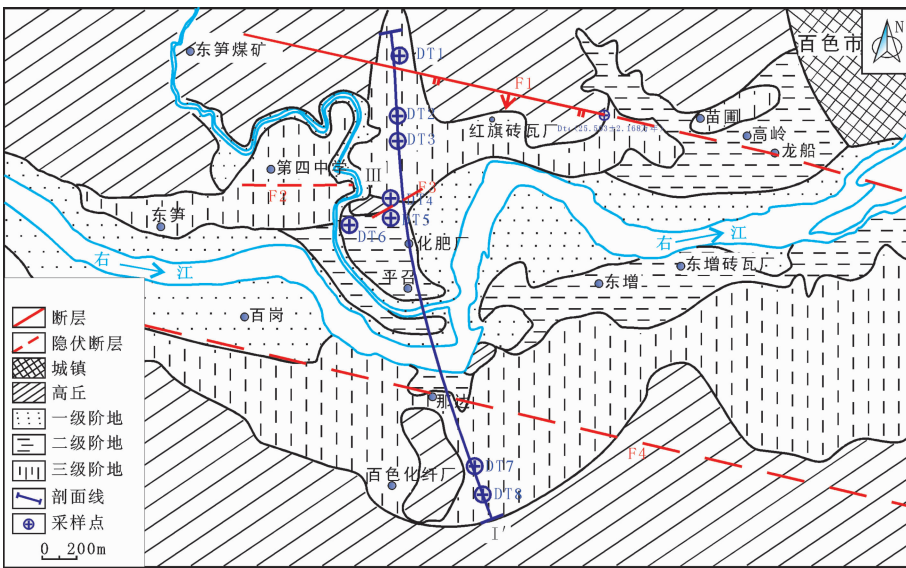 N
百色市
东笋煤矿
DT1
F1
DT2
DT3
红旗砖瓦厂
苗圃
高岭
龙船
第四中学
III
F2
F3
DT4
DT5
DT6
东笋
化肥厂
右 江
右 江
平召
东增
东增砖瓦厂
百岗
那达
F4
百色化纤厂
DT7
DT8
I'
断层
隐伏断层
城镇
高丘
一级阶地
二级阶地
三级阶地
剖面线
采样点
0 200m